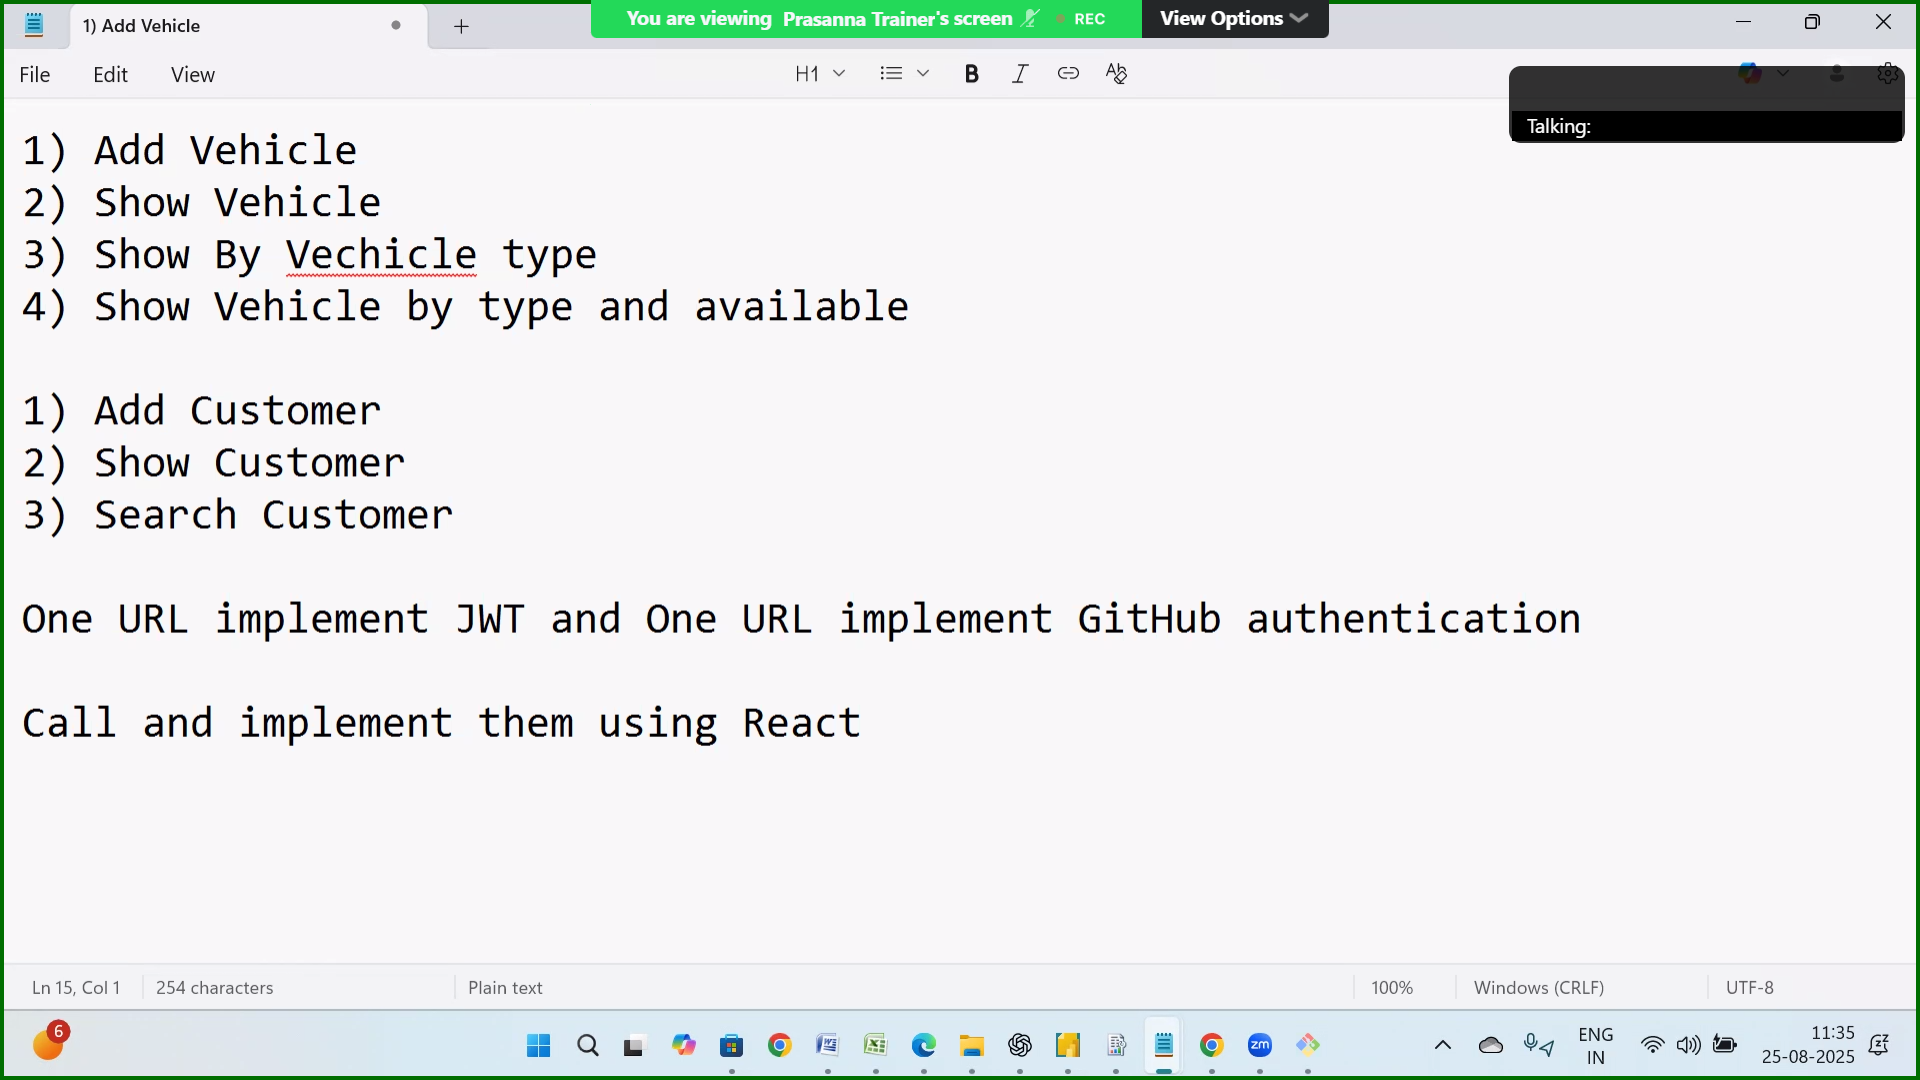 1) Add Vehicle
You are viewing Prasanna Trainer's screen
REC
View Options
File
Edit
View
H1
Talking:
1) Add Vehicle
2) Show Vehicle
3) Show By Vechicle type
4) Show Vehicle by type and available
1) Add Customer
2) Show Customer
3) Search Customer
One URL implement JWT and One URL implement GitHub authentication
Call and implement them using React
Ln 15, Col 1
254 characters
Plain text
100%
Windows (CRLF)
UTF-8
6
zm
ENG
IN
11:35
25-08-2025